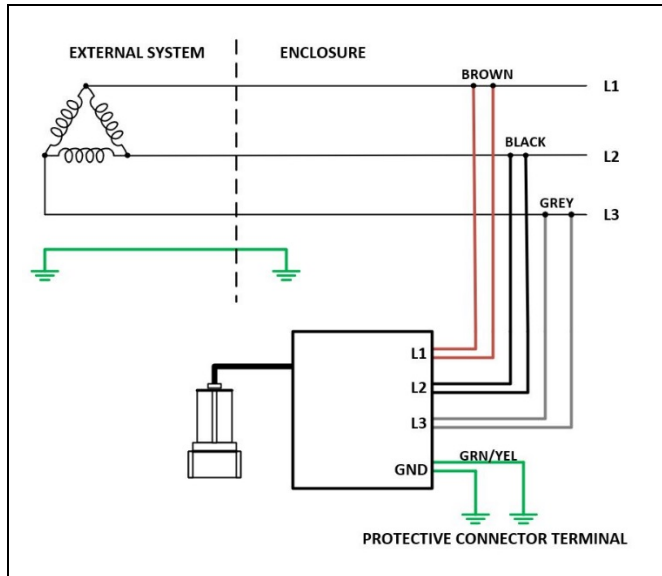 EXTERNAL SYSTEM
ENCLOSURE
BROWN
L1
BLACK
L2
GREY
L3
L1
L2
L3
GRN/YEL
GND
PROTECTIVE CONNECTOR TERMINAL